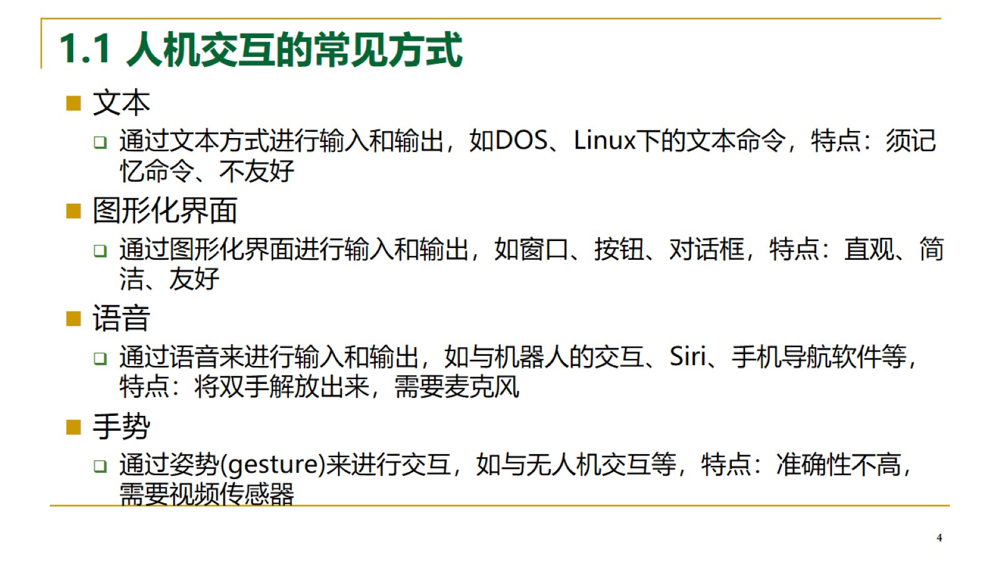 1.1 人机交互的常见方式
文本
通过文本方式进行输入和输出，如DOS、Linux下的文本命令，特点：须记
忆命令、不友好
图形化界面
通过图形化界面进行输入和输出，如窗口、按钮、对话框，特点：直观、简
洁、友好
语音
通过语音来进行输入和输出，如与机器人的交互、Siri、手机导航软件等，
特点：将双手解放出来，需要麦克风
手势
通过姿势(gesture)来进行交互，如与无人机交互等，特点：准确性不高，
需要视频传感器
4